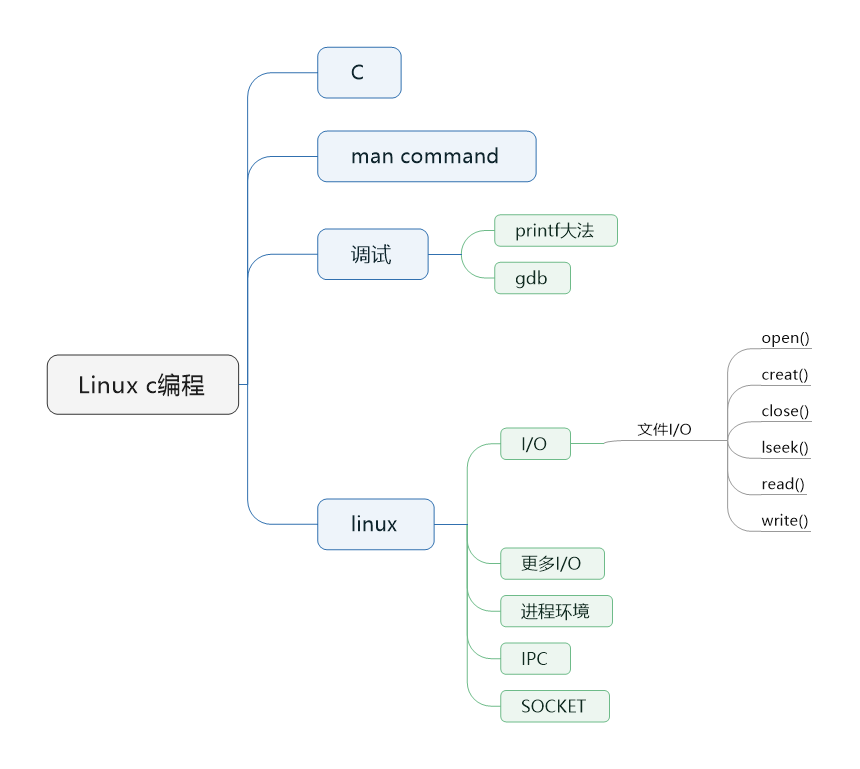 C
man command
调试
printf大法
gdb
Linux c编程
linux
I/O
文件I/O
open()
creat()
close()
lseek()
read()
write()
更多I/O
进程环境
IPC
SOCKET